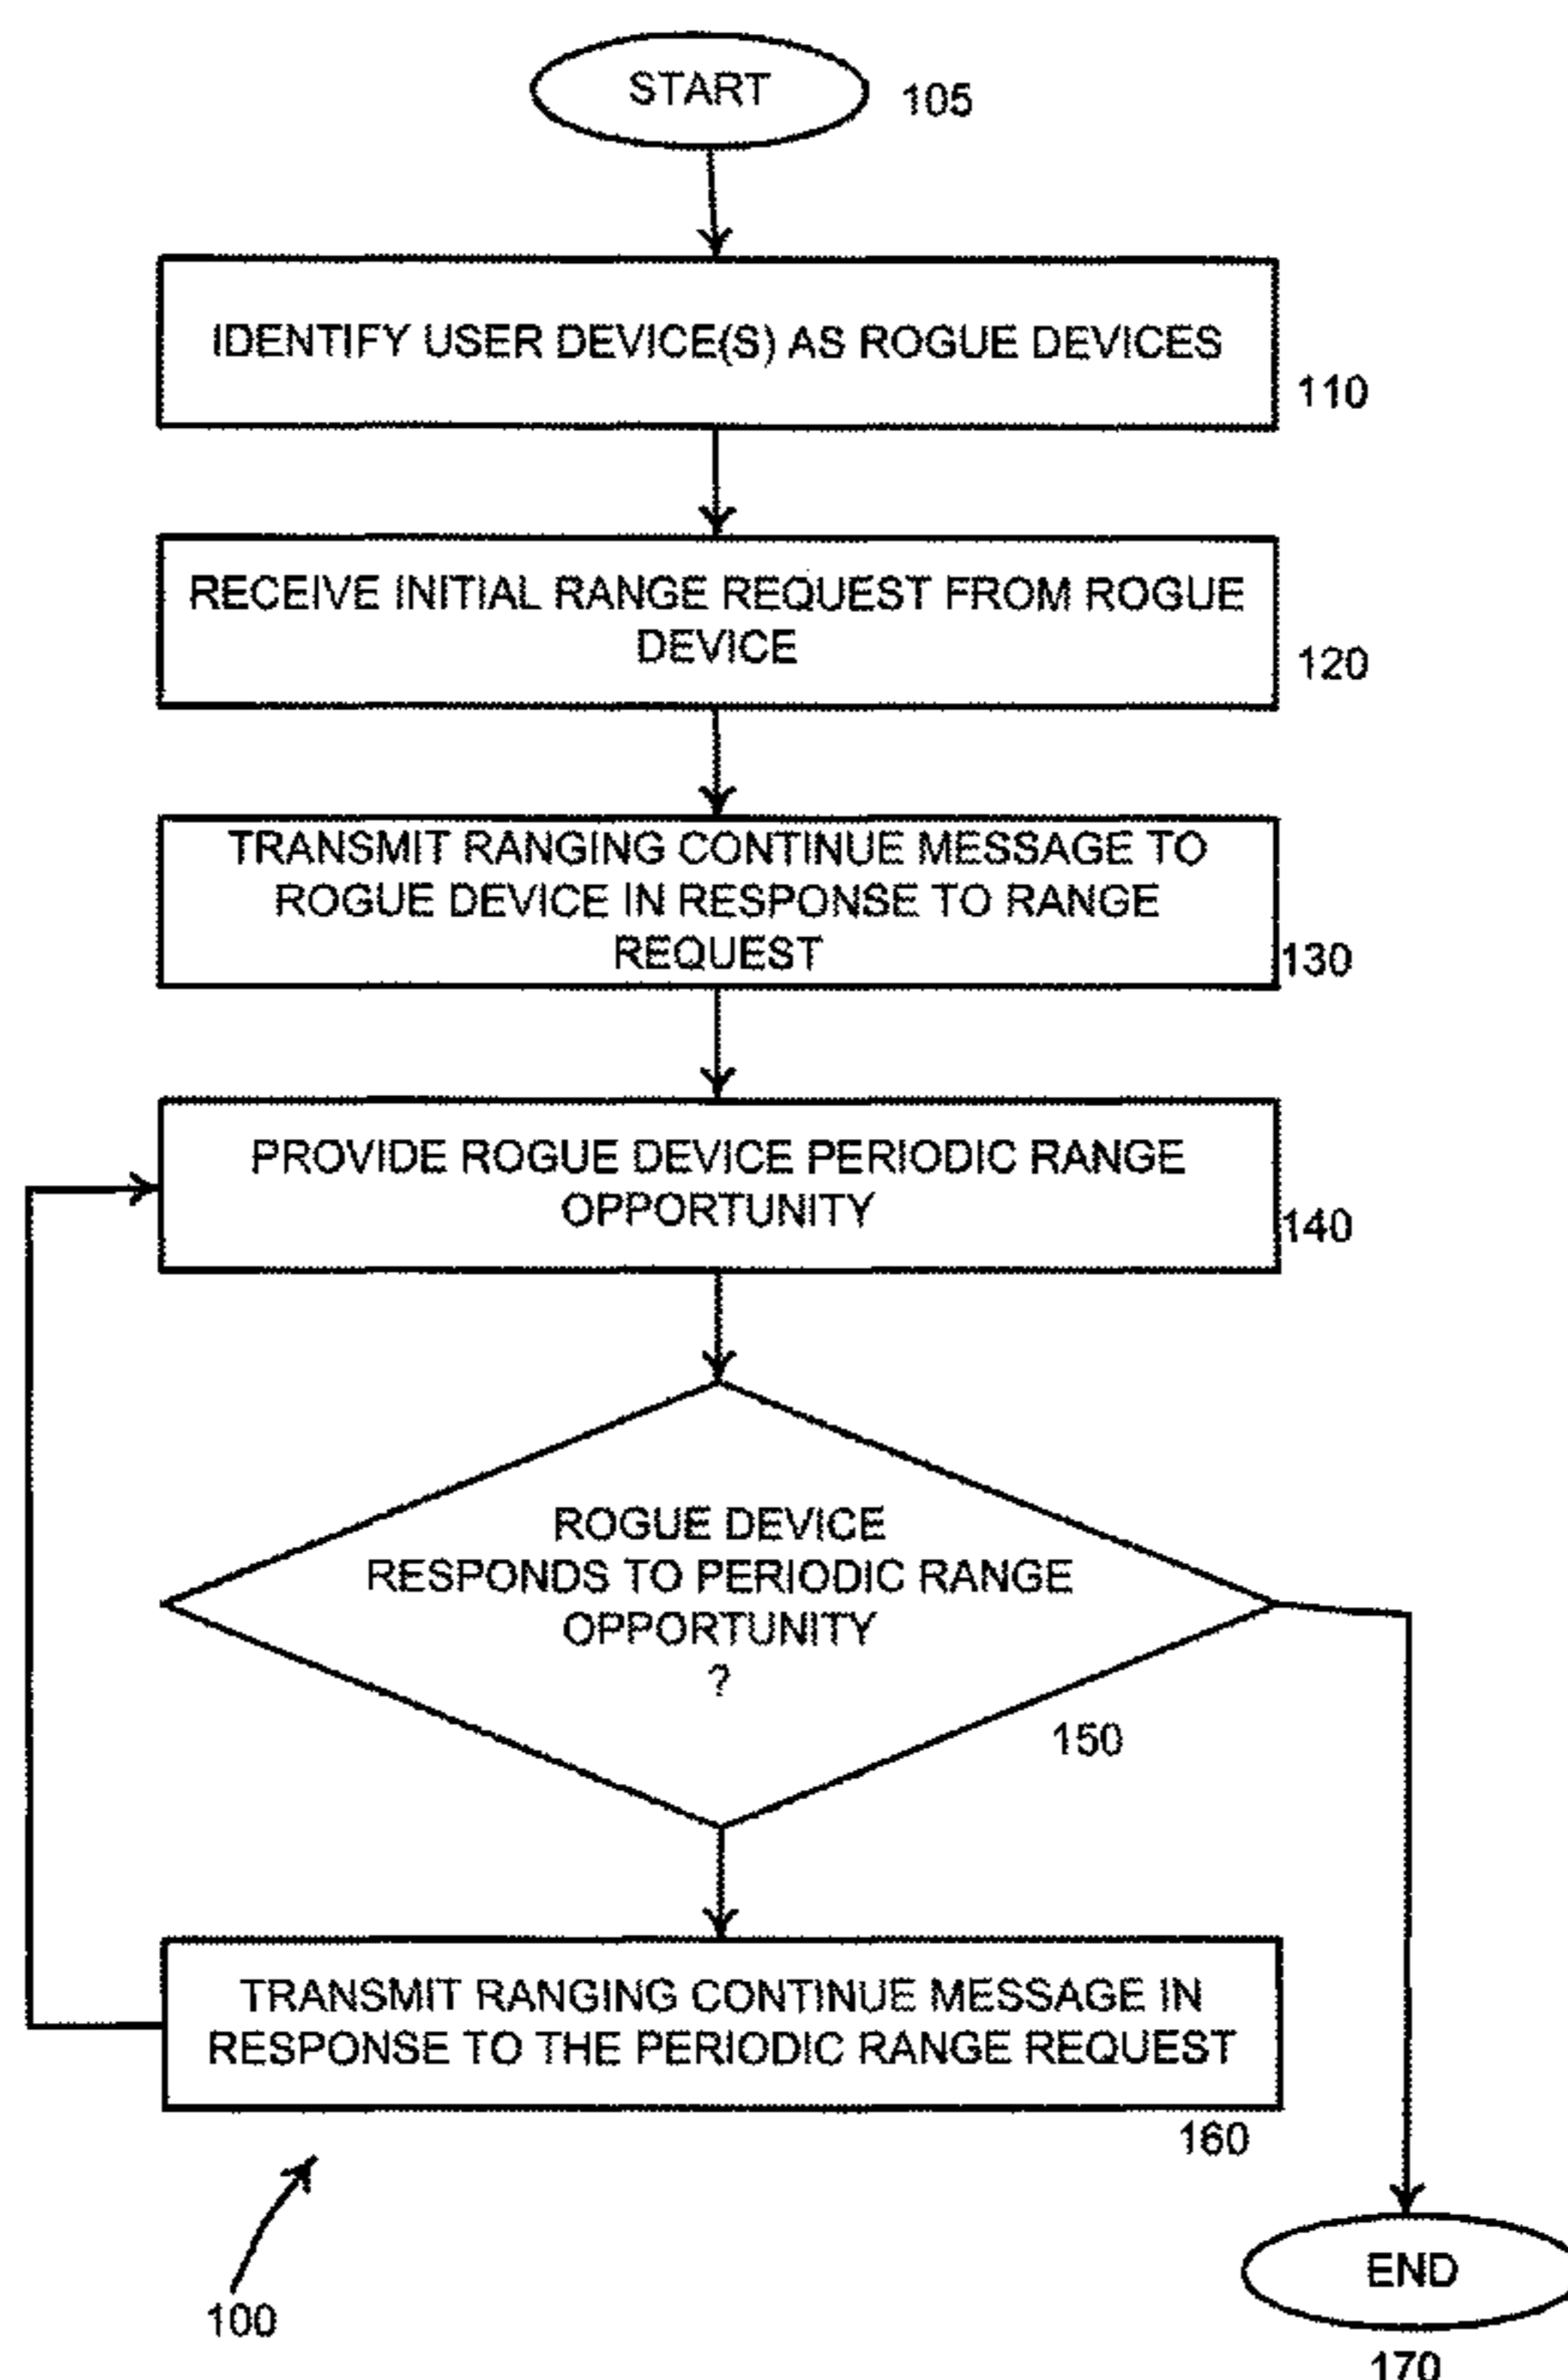 START
105
IDENTIFY USER DEVICE(S) AS ROGUE DEVICES
110
RECEIVE INITIAL RANGE REQUEST FROM ROGUE
DEVICE
120
TRANSMIT RANGING CONTINUE MESSAGE TO
ROGUE DEVICE IN RESPONSE TO RANGE
REQUEST
130
PROVIDE ROGUE DEVICE PERIODIC RANGE
OPPORTUNITY
140
ROGUE DEVICE
RESPONDS TO PERIODIC RANGE
OPPORTUNITY
?
150
TRANSMIT RANGING CONTINUE MESSAGE IN
RESPONSE TO THE PERIODIC RANGE REQUEST
160
100
END
170